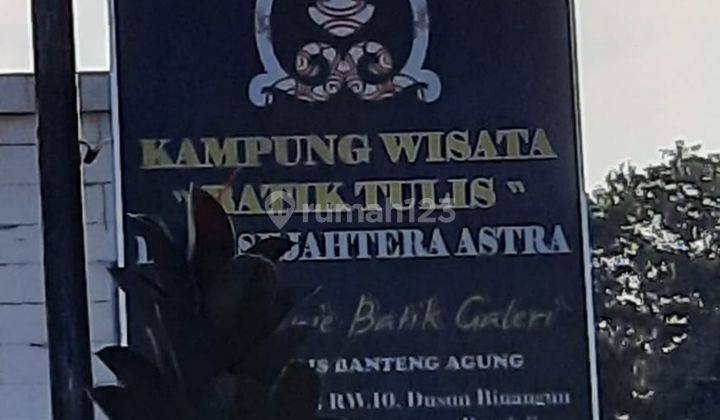 KAMPUNG WISATA
"BATIK TULIS"
SEJAHTERA ASTRA
rumah123
Batik Galeri
BANTENG AGUNG
RW.10. Dusun Binangun